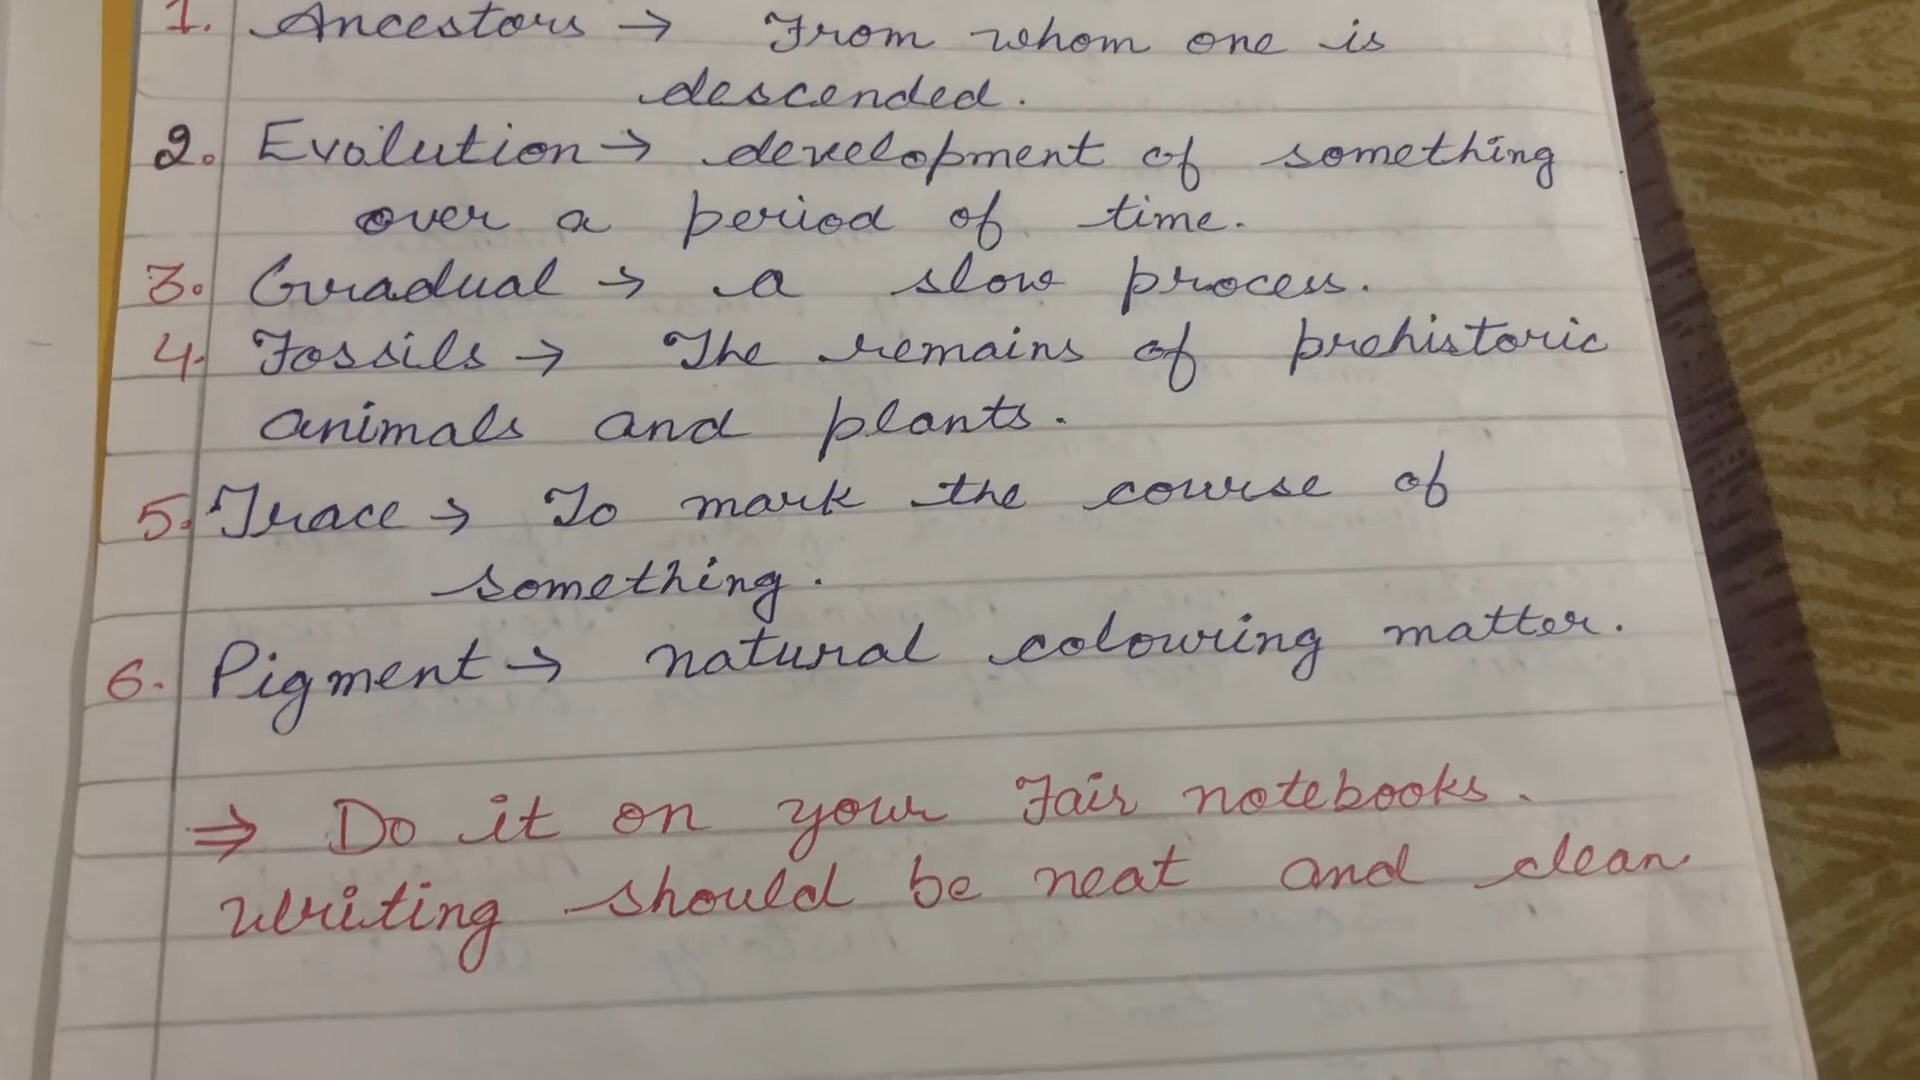 1. Ancestors → From whom one is
descended.
2. Evolution → development of something
over a period of time.
3. Gradual → a slow process.
4. Fossils → The remains of prehistoric
animals and plants.
5. Trace → To mark the course of
something.
6. Pigment → natural colouring matter.
⇒ Do it on your Fair notebooks.
Writing should be neat and clean